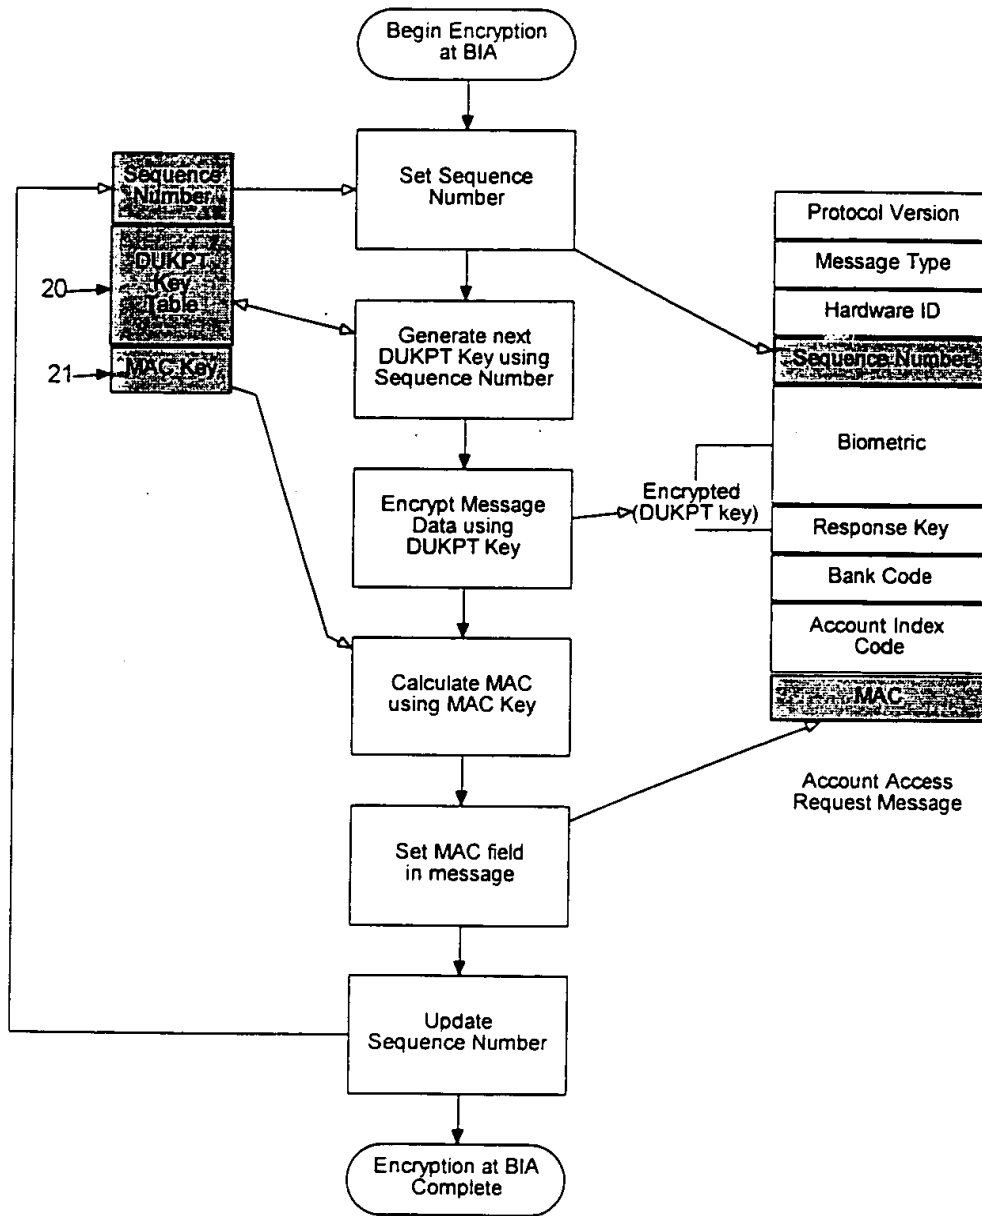 Begin Encryption
at BIA
Set Sequence
Number
Generate next
DUKPT Key using
Sequence Number
Encrypt Message
Data using
DUKPT Key
Calculate MAC
using MAC Key
Set MAC field
in message
Update
Sequence Number
Encryption at BIA
Complete
Sequence
Number
DUKPT
Key
Table
MAC Key
20
21
Encrypted
(DUKPT key)
Protocol Version
Message Type
Hardware ID
Sequence Number
Biometric
Response Key
Bank Code
Account Index
Code
MAC
Account Access
Request Message